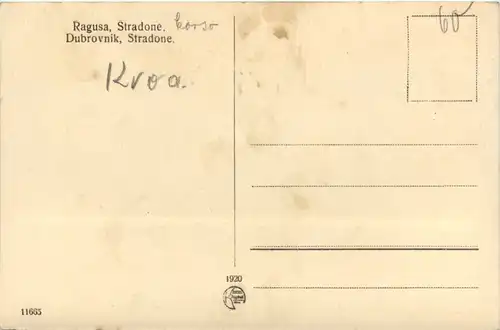 Ragusa, Stradone. Korso
Dubrovnik, Stradone.
Kroa.
60
1920
11665